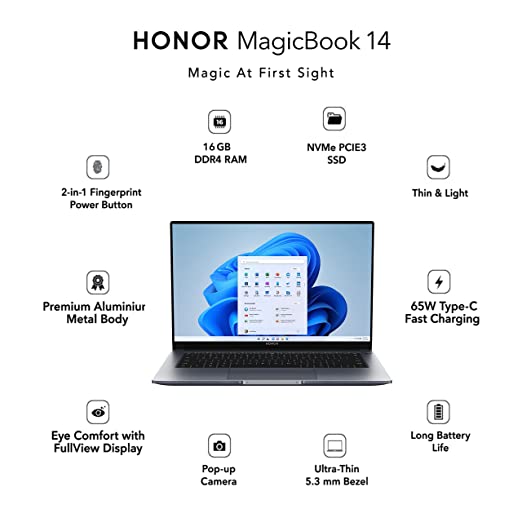 HONOR MagicBook 14
Magic At First Sight
16
16GB
DDR4 RAM
NVMe PCIE3
SSD
2-in-1 Fingerprint
Power Button
Thin & Light
Premium Aluminiur
Metal Body
65W Type-C
Fast Charging
HONOR
Eye Comfort with
FullView Display
Pop-up
Camera
Ultra-Thin
5.3 mm Bezel
Long Battery
Life